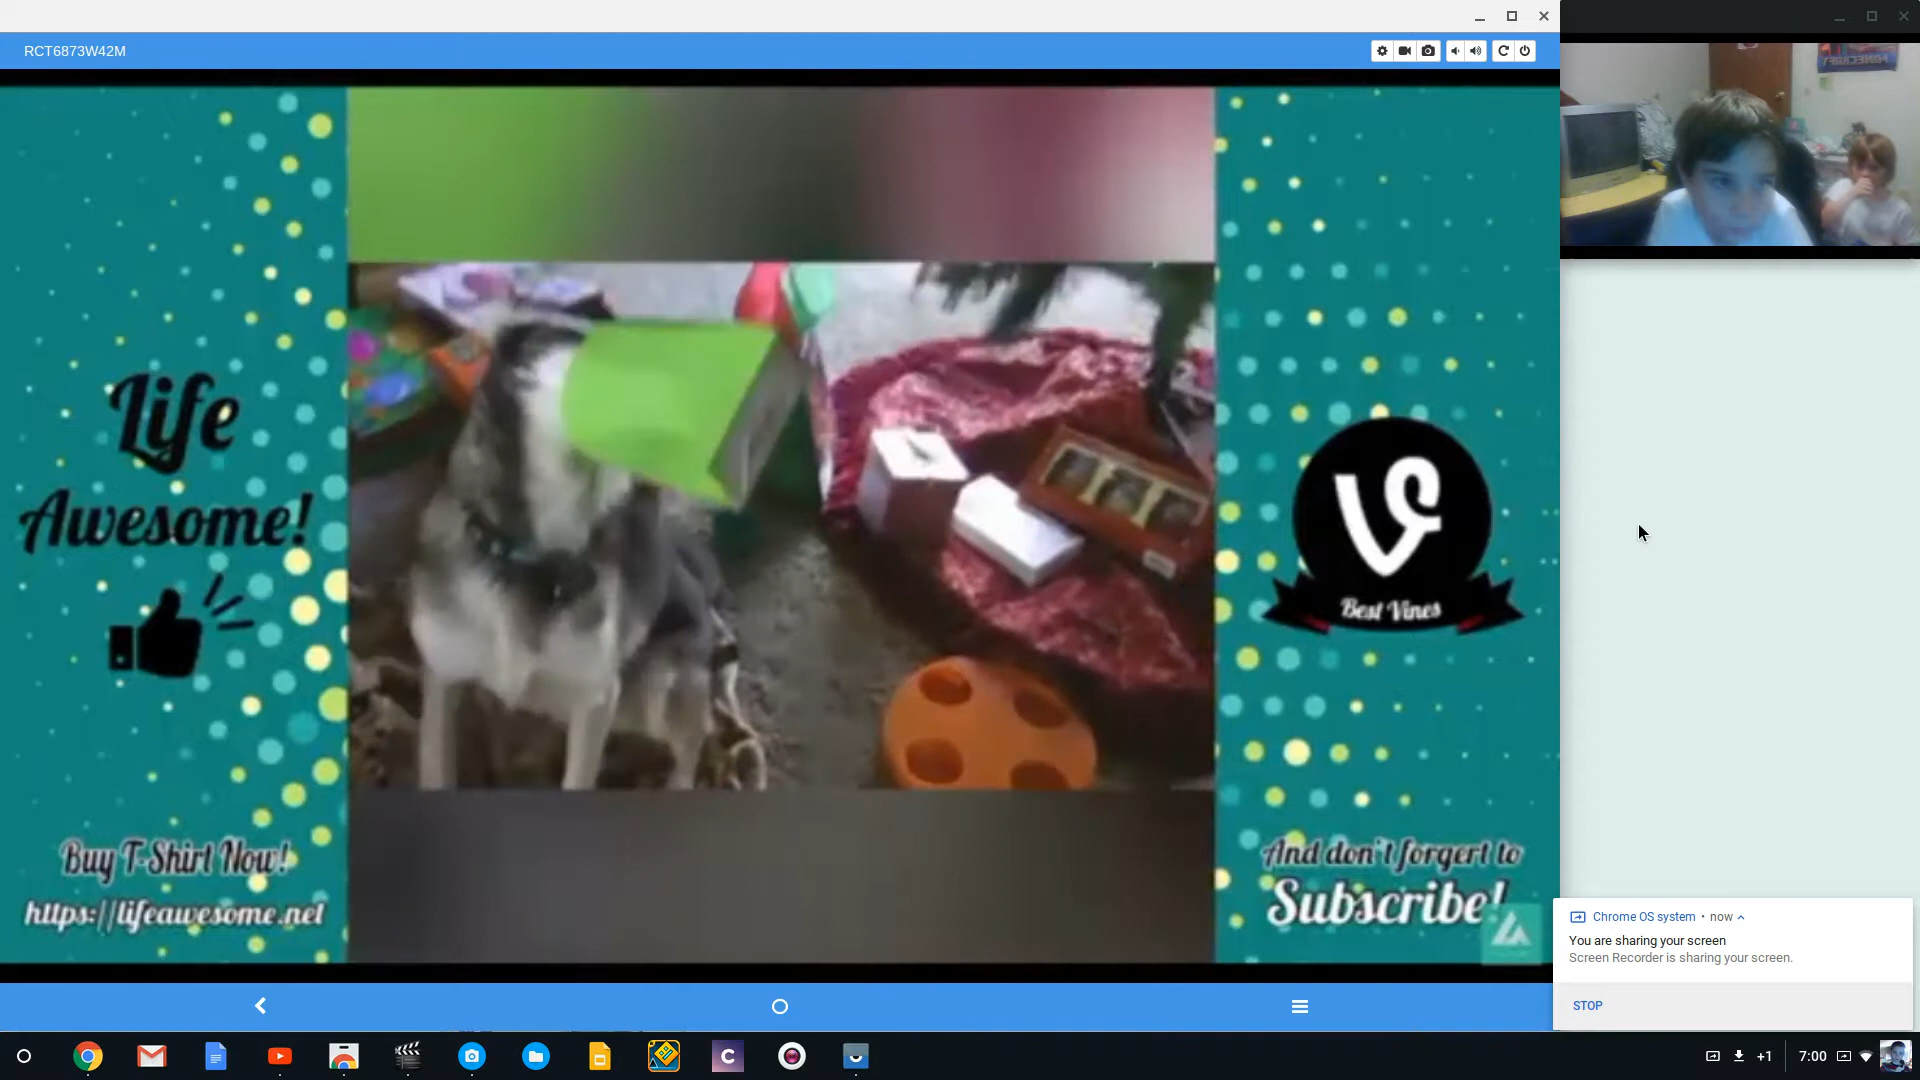 RCT6873W42M
MINECRAFT
Life
Awesome!
Best Vines
Buy T-Shirt Now!
https://lifeawesome.net
And don't forgert to
Subscribe!
Chrome OS system • now
You are sharing your screen
Screen Recorder is sharing your screen.
STOP
C
+1
7:00